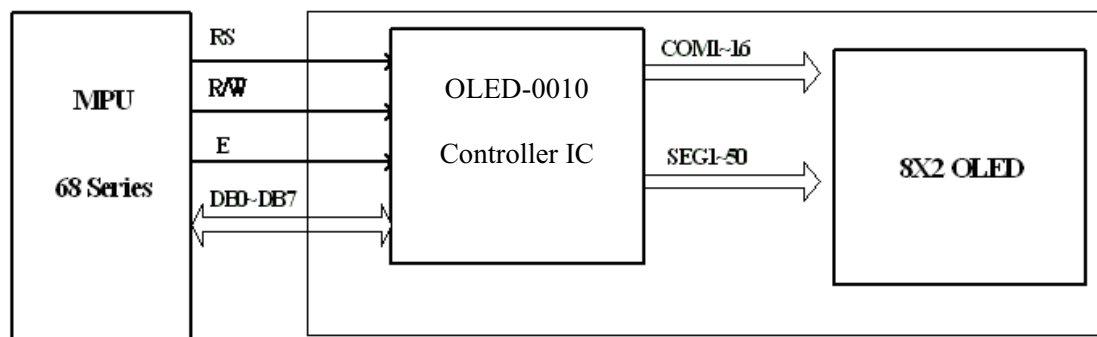 MPU
68 Series
RS
R/W
E
DB0~DB7
OLED-0010
Controller IC
COM1~16
SEG1~50
8X2 OLED